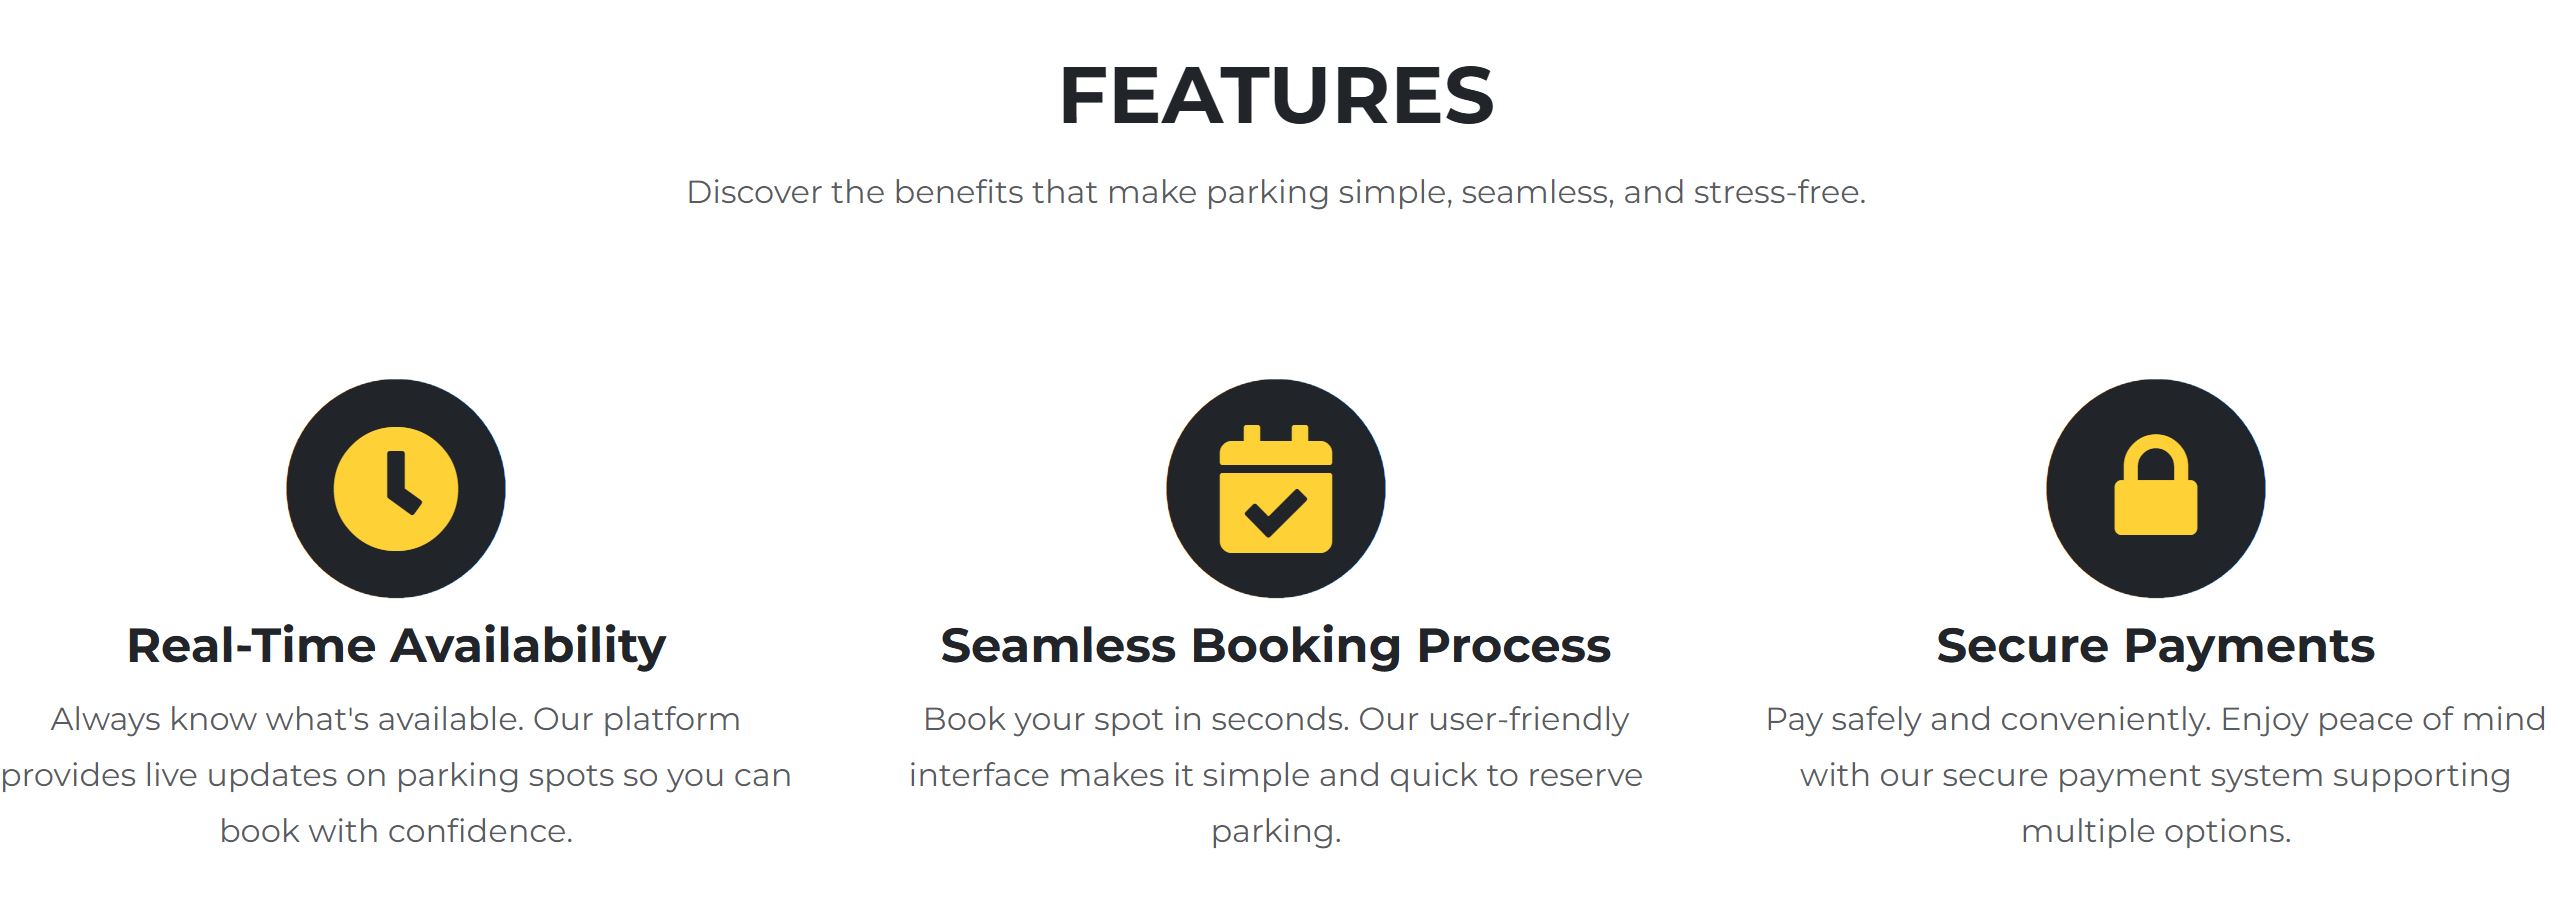 FEATURES
Discover the benefits that make parking simple, seamless, and stress-free.
Real-Time Availability
Always know what's available. Our platform
provides live updates on parking spots so you can
book with confidence.
Seamless Booking Process
Book your spot in seconds. Our user-friendly
interface makes it simple and quick to reserve
parking.
Secure Payments
Pay safely and conveniently. Enjoy peace of mind
with our secure payment system supporting
multiple options.